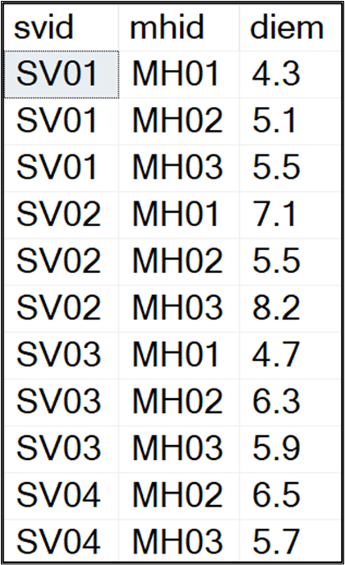 svid mhid diem
SV01 MH01 4.3
SV01 MH02 5.1
SV01 MH03 5.5
SV02 MH01 7.1
SV02 MH02 5.5
SV02 MH03 8.2
SV03 MH01 4.7
SV03 MH02 6.3
SV03 MH03 5.9
SV04 MH02 6.5
SV04 MH03 5.7